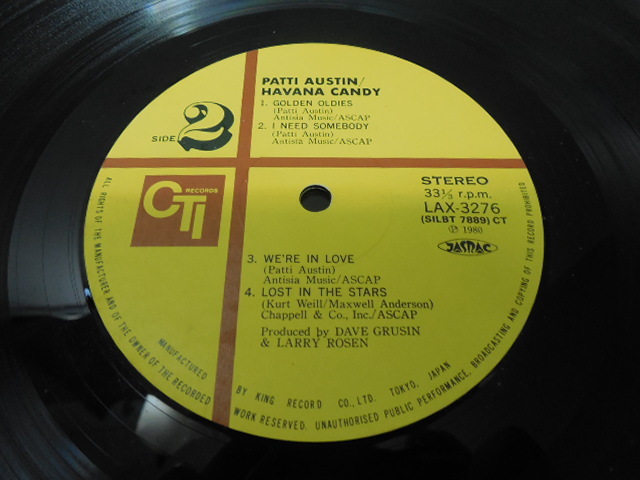 PATTI AUSTIN/
HAVANA CANDY
1. GOLDEN OLDIES
(Patti Austin)
Antisia Music/ASCAP
2. I NEED SOMEBODY
(Patti Austin)
Antista Music/ASCAP
SIDE 2
CTI RECORDS
STEREO
33⅓ r.p.m.
LAX-3276
(SILBT 7889) CT
Ⓟ 1980
JASRAC
3. WE'RE IN LOVE
(Patti Austin)
Antisia Music/ASCAP
4. LOST IN THE STARS
(Kurt Weill/Maxwell Anderson)
Chappell & Co., Inc./ASCAP
Produced by DAVE GRUSIN
& LARRY ROSEN
MANUFACTURED BY KING RECORD CO., LTD. TOKYO, JAPAN
ALL RIGHTS OF THE MANUFACTURER AND OF THE OWNER OF THE RECORDED WORK RESERVED. UNAUTHORISED PUBLIC PERFORMANCE, BROADCASTING AND COPYING OF THIS RECORD PROHIBITED